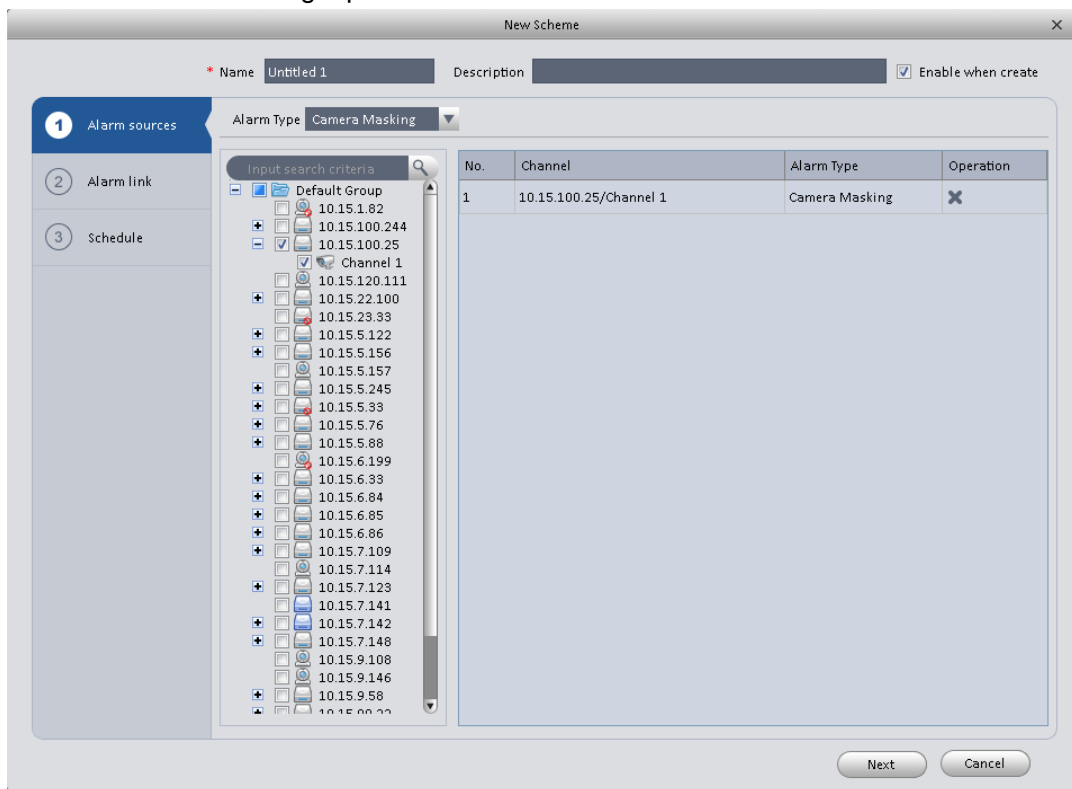 New Scheme
* Name Untitled 1 Description Enable when create
1 Alarm sources
2 Alarm link
3 Schedule
Alarm Type Camera Masking
Input search criteria
Default Group
10.15.1.82
10.15.100.244
10.15.100.25
Channel 1
10.15.120.111
10.15.22.100
10.15.23.33
10.15.5.122
10.15.5.156
10.15.5.157
10.15.5.245
10.15.5.33
10.15.5.76
10.15.5.88
10.15.6.199
10.15.6.33
10.15.6.84
10.15.6.85
10.15.6.86
10.15.7.109
10.15.7.114
10.15.7.123
10.15.7.141
10.15.7.142
10.15.7.148
10.15.9.108
10.15.9.146
10.15.9.58
No. Channel Alarm Type Operation
1 10.15.100.25/Channel 1 Camera Masking
Next Cancel